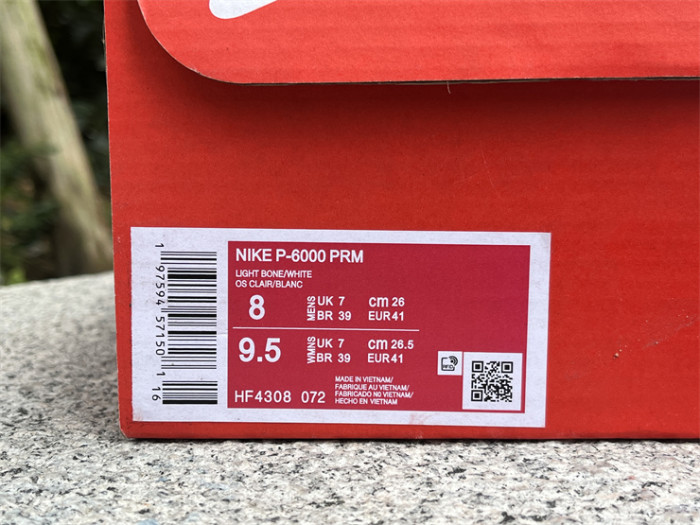 NIKE P-6000 PRM
LIGHT BONE/WHITE
OS CLAIR/BLANC
8 MENS UK 7 cm 26
BR 39 EUR41
9.5 WMNS UK 7 cm 26.5
BR 39 EUR41
HF4308 072
MADE IN VIETNAM/
FABRIQUE AU VIETNAM/
FABRICADO NO VIETNAM/
HECHO EN VIETNAM
1 97594 57150 1 16